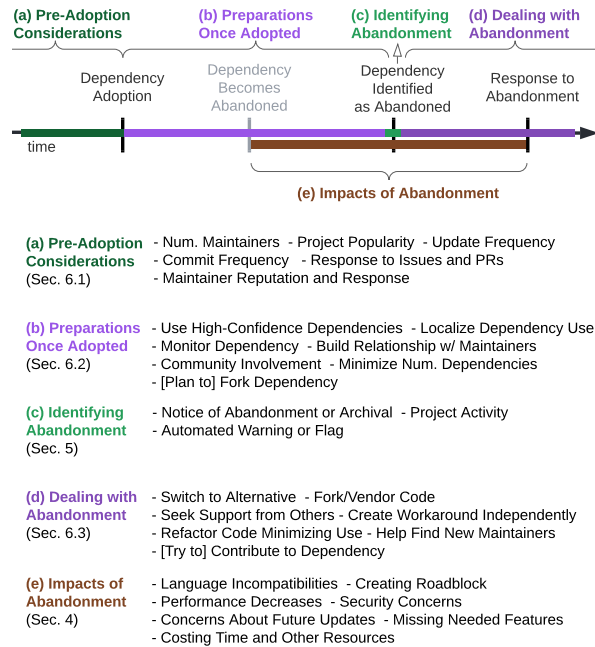 (a) Pre-Adoption Considerations
(b) Preparations Once Adopted
(c) Identifying Abandonment
(d) Dealing with Abandonment
Dependency Adoption
Dependency Becomes Abandoned
Dependency Identified as Abandoned
Response to Abandonment
time
(e) Impacts of Abandonment
(a) Pre-Adoption Considerations (Sec. 6.1)
- Num. Maintainers - Project Popularity - Update Frequency
- Commit Frequency - Response to Issues and PRs
- Maintainer Reputation and Response
(b) Preparations Once Adopted (Sec. 6.2)
- Use High-Confidence Dependencies - Localize Dependency Use
- Monitor Dependency - Build Relationship w/ Maintainers
- Community Involvement - Minimize Num. Dependencies
- [Plan to] Fork Dependency
(c) Identifying Abandonment (Sec. 5)
- Notice of Abandonment or Archival - Project Activity
- Automated Warning or Flag
(d) Dealing with Abandonment (Sec. 6.3)
- Switch to Alternative - Fork/Vendor Code
- Seek Support from Others - Create Workaround Independently
- Refactor Code Minimizing Use - Help Find New Maintainers
- [Try to] Contribute to Dependency
(e) Impacts of Abandonment (Sec. 4)
- Language Incompatibilities - Creating Roadblock
- Performance Decreases - Security Concerns
- Concerns About Future Updates - Missing Needed Features
- Costing Time and Other Resources